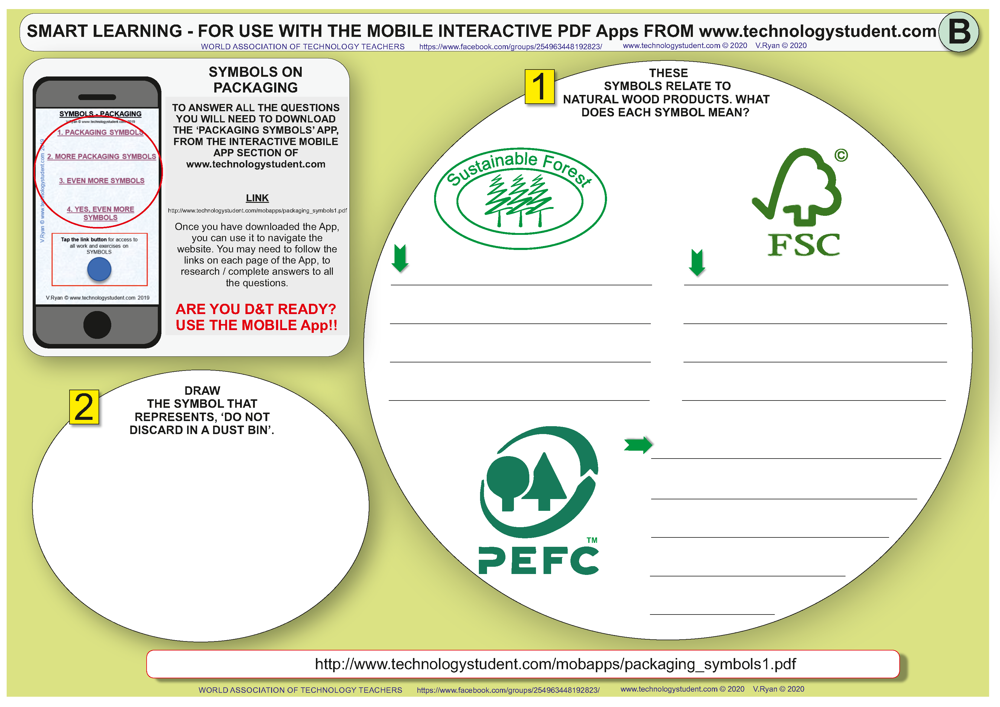 SMART LEARNING - FOR USE WITH THE MOBILE INTERACTIVE PDF Apps FROM www.technologystudent.com
B
WORLD ASSOCIATION OF TECHNOLOGY TEACHERS https://www.facebook.com/groups/254963448192823/ www.technologystudent.com © 2020 V.Ryan © 2020
SYMBOLS ON
PACKAGING
TO ANSWER ALL THE QUESTIONS
YOU WILL NEED TO DOWNLOAD
THE ‘PACKAGING SYMBOLS’ APP,
FROM THE INTERACTIVE MOBILE
APP SECTION OF
www.technologystudent.com
LINK
http://www.technologystudent.com/mobapps/packaging_symbols1.pdf
Once you have downloaded the App,
you can use it to navigate the
website. You may need to follow the
links on each page of the App, to
research / complete answers to all
the questions.
ARE YOU D&T READY?
USE THE MOBILE App!!
SYMBOLS - PACKAGING
V.Ryan © www.technologystudent.com 2019
1. PACKAGING SYMBOLS
2. MORE PACKAGING SYMBOLS
3. EVEN MORE SYMBOLS
4. YES, EVEN MORE
SYMBOLS
V.Ryan © www.technologystudent.com 2019
Tap the link button for access to
all work and exercises on
SYMBOLS
V.Ryan © www.technologystudent.com 2019
1
THESE
SYMBOLS RELATE TO
NATURAL WOOD PRODUCTS. WHAT
DOES EACH SYMBOL MEAN?
Sustainable Forest
©
FSC
TM
PEFC
2
DRAW
THE SYMBOL THAT
REPRESENTS, ‘DO NOT
DISCARD IN A DUST BIN’.
http://www.technologystudent.com/mobapps/packaging_symbols1.pdf
WORLD ASSOCIATION OF TECHNOLOGY TEACHERS https://www.facebook.com/groups/254963448192823/ www.technologystudent.com © 2020 V.Ryan © 2020